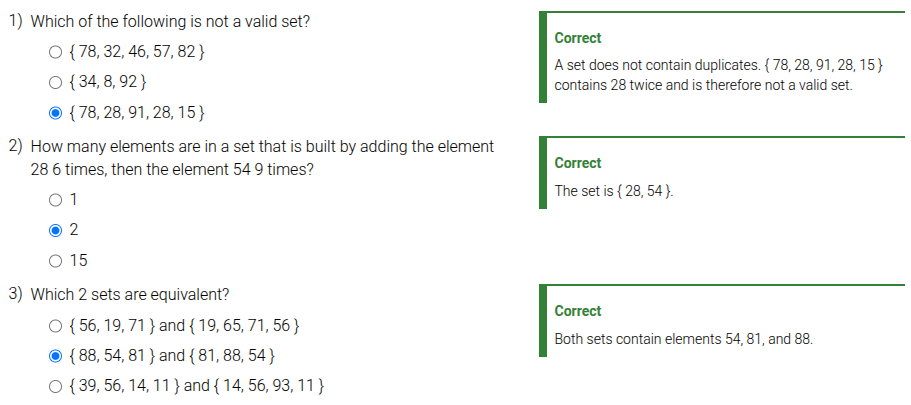 1) Which of the following is not a valid set?
{ 78, 32, 46, 57, 82 }
{ 34, 8, 92 }
{ 78, 28, 91, 28, 15 }
Correct
A set does not contain duplicates. { 78, 28, 91, 28, 15 }
contains 28 twice and is therefore not a valid set.
2) How many elements are in a set that is built by adding the element
28 6 times, then the element 54 9 times?
1
2
15
Correct
The set is { 28, 54 }.
3) Which 2 sets are equivalent?
{ 56, 19, 71 } and { 19, 65, 71, 56 }
{ 88, 54, 81 } and { 81, 88, 54 }
{ 39, 56, 14, 11 } and { 14, 56, 93, 11 }
Correct
Both sets contain elements 54, 81, and 88.